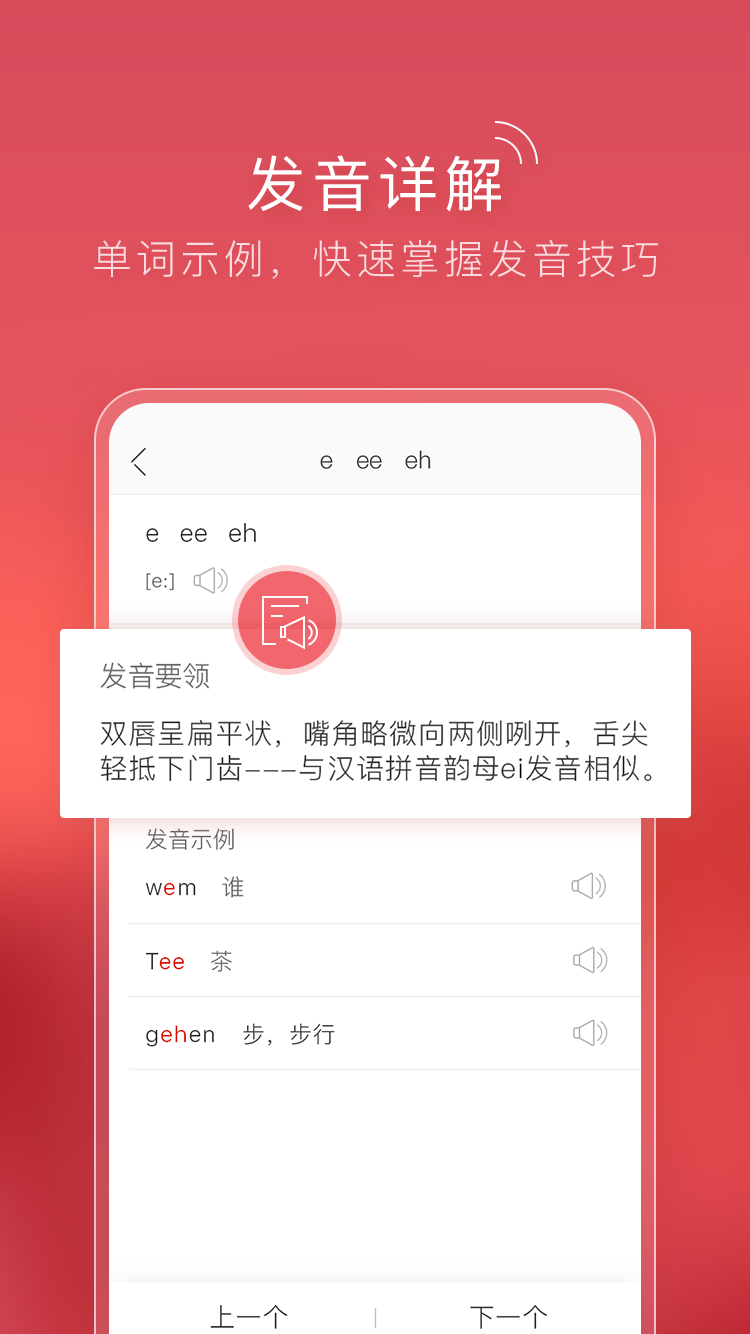 发音详解
单词示例，快速掌握发音技巧
e ee eh
e ee eh
[e:]
发音要领
双唇呈扁平状，嘴角略微向两侧咧开，舌尖
轻抵下门齿---与汉语拼音韵母ei发音相似。
发音示例
wem 谁
Tee 茶
gehen 步，步行
上一个 | 下一个